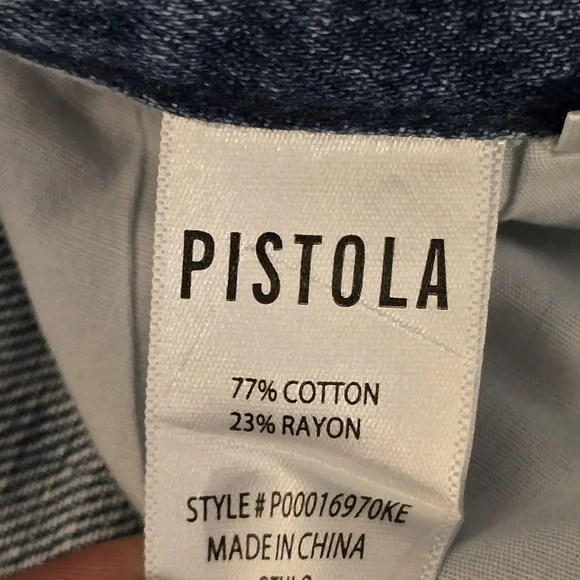 PISTOLA
77% COTTON
23% RAYON
STYLE# P00016970KE
MADE IN CHINA